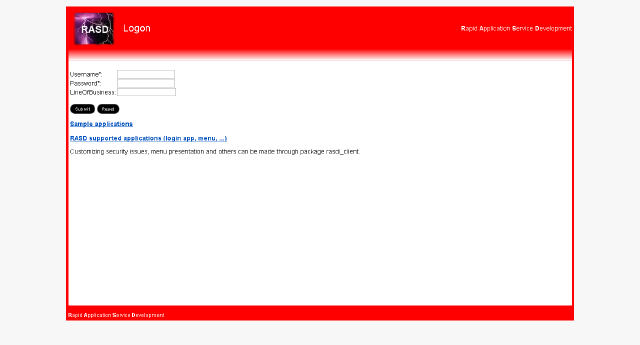 RASD
Logon
Rapid Application Service Development
Username*:
Password*:
LineOfBusiness:
Submit Reset
Sample applications
RASD supported applications (login app, menu, ...)
Customizing security issues, menu presentation and others can be made through package rasdi_client.
Rapid Application Service Development